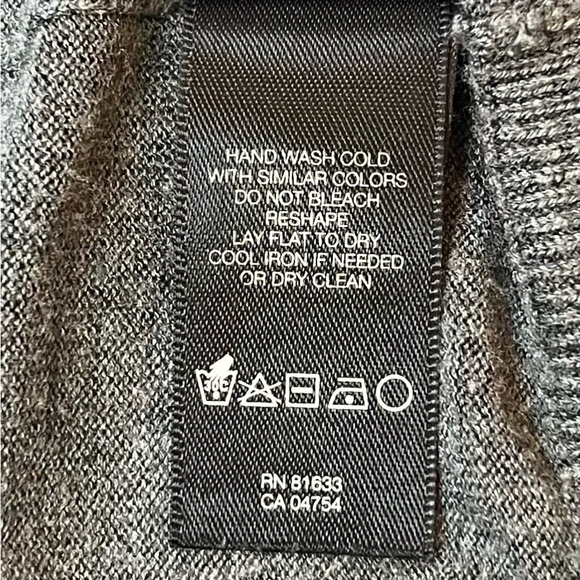 HAND WASH COLD
WITH SIMILAR COLORS
DO NOT BLEACH
RESHAPE
LAY FLAT TO DRY
COOL IRON IF NEEDED
OR DRY CLEAN
30C
RN 81633
CA 04754